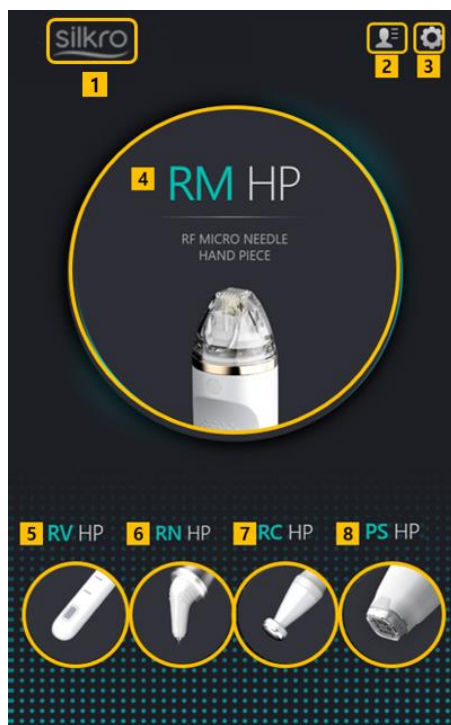 silkro
1
2
3
4 RM HP
RF MICRO NEEDLE
HAND PIECE
5 RV HP
6 RN HP
7 RC HP
8 PS HP